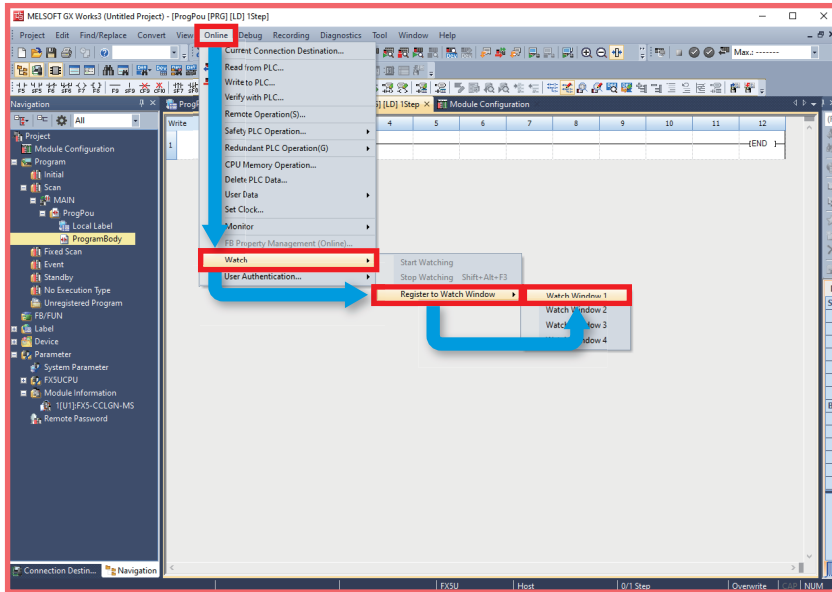 MELSOFT GX Works3 (Untitled Project) - [ProgPou [PRG] [LD] 1Step]
Project Edit Find/Replace Convert View Online Debug Recording Diagnostics Tool Window Help
Max.: -------
Navigation
ProgP
[LD] 1Step
Module Configuration
All
Write
4 5 6 7 8 9 10 11 12
1
(END )
Project
Module Configuration
Program
Initial
Scan
MAIN
ProgPou
Local Label
ProgramBody
Fixed Scan
Event
Standby
No Execution Type
Unregistered Program
FB/FUN
Label
Device
Parameter
System Parameter
FX5UCPU
Module Information
1[U1]:FX5-CCLGN-MS
Remote Password
Current Connection Destination...
Read from PLC...
Write to PLC...
Verify with PLC...
Remote Operation(S)...
Safety PLC Operation...
Redundant PLC Operation(G)
CPU Memory Operation...
Delete PLC Data...
User Data
Set Clock...
Monitor
FB Property Management (Online)...
Watch
User Authentication...
Start Watching
Stop Watching Shift+Alt+F3
Register to Watch Window
Watch Window 1
Watch Window 2
Watch Window 3
Window 4
Connection Destin...
Navigation
FX5U
Host
0/1 Step
Overwrite
CAP
NUM